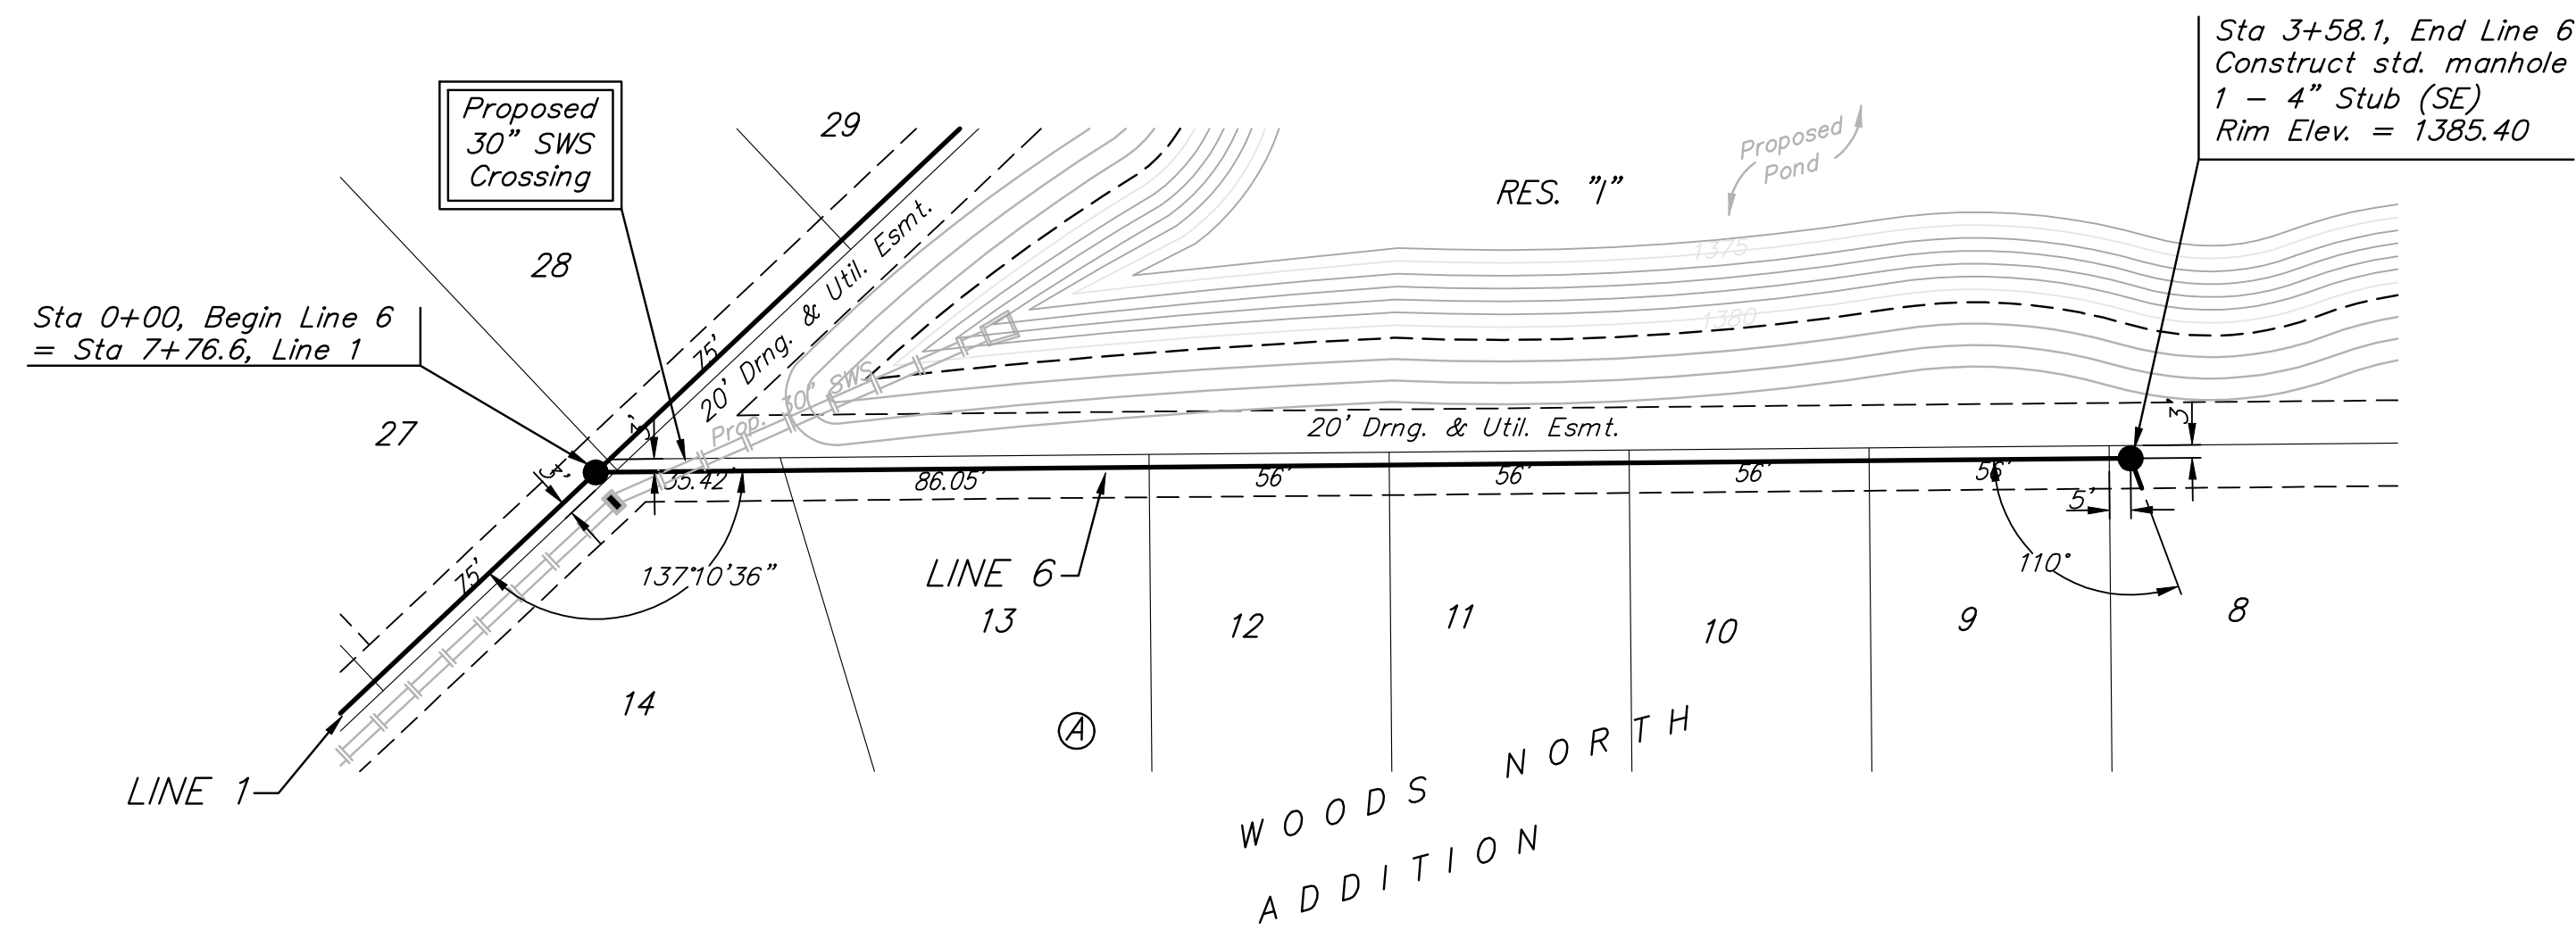 Sta 3+58.1, End Line 6
Construct std. manhole
1 - 4" Stub (SE)
Rim Elev. = 1385.40
Proposed
30" SWS
Crossing
29
Proposed
Pond
RES. "I"
28
20' Drng. & Util. Esmt.
1375
1380
Sta 0+00, Begin Line 6
= Sta 7+76.6, Line 1
75'
27
Prop. 30" SWS
3'
3'
20' Drng. & Util. Esmt.
3'
35.42'
86.05'
56'
56'
56'
56'
5'
75'
137°10'36"
LINE 6
110°
13
12
11
10
9
8
14
A
LINE 1
WOODS NORTH
ADDITION